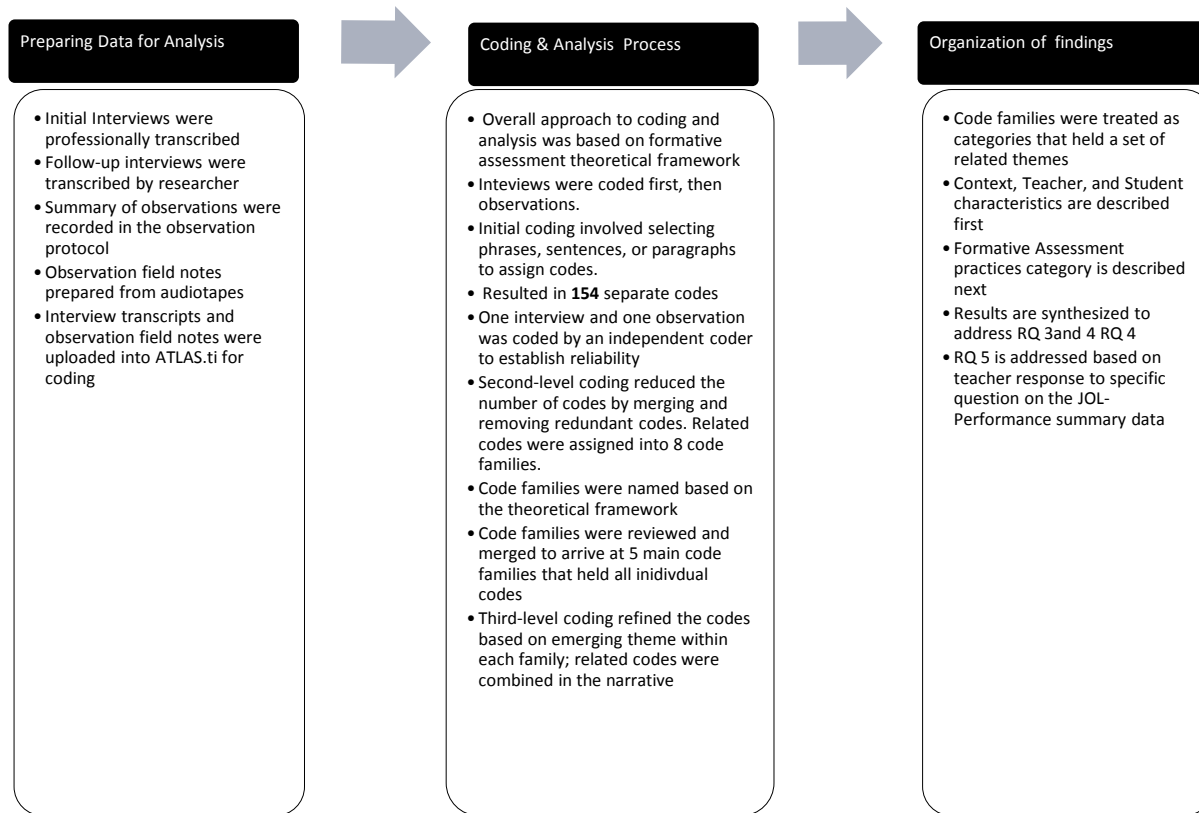 Preparing Data for Analysis
• Initial Interviews were
professionally transcribed
• Follow-up interviews were
transcribed by researcher
• Summary of observations were
recorded in the observation
protocol
• Observation field notes
prepared from audiotapes
• Interview transcripts and
observation field notes were
uploaded into ATLAS.ti for
coding
Coding & Analysis Process
• Overall approach to coding and
analysis was based on formative
assessment theoretical framework
• Inteviews were coded first, then
observations.
• Initial coding involved selecting
phrases, sentences, or paragraphs
to assign codes.
• Resulted in 154 separate codes
• One interview and one observation
was coded by an independent coder
to establish reliability
• Second-level coding reduced the
number of codes by merging and
removing redundant codes. Related
codes were assigned into 8 code
families.
• Code families were named based on
the theoretical framework
• Code families were reviewed and
merged to arrive at 5 main code
families that held all inidivdual
codes
• Third-level coding refined the codes
based on emerging theme within
each family; related codes were
combined in the narrative
Organization of findings
• Code families were treated as
categories that held a set of
related themes
• Context, Teacher, and Student
characteristics are described
first
• Formative Assessment
practices category is described
next
• Results are synthesized to
address RQ 3and 4 RQ 4
• RQ 5 is addressed based on
teacher response to specific
question on the JOL-
Performance summary data